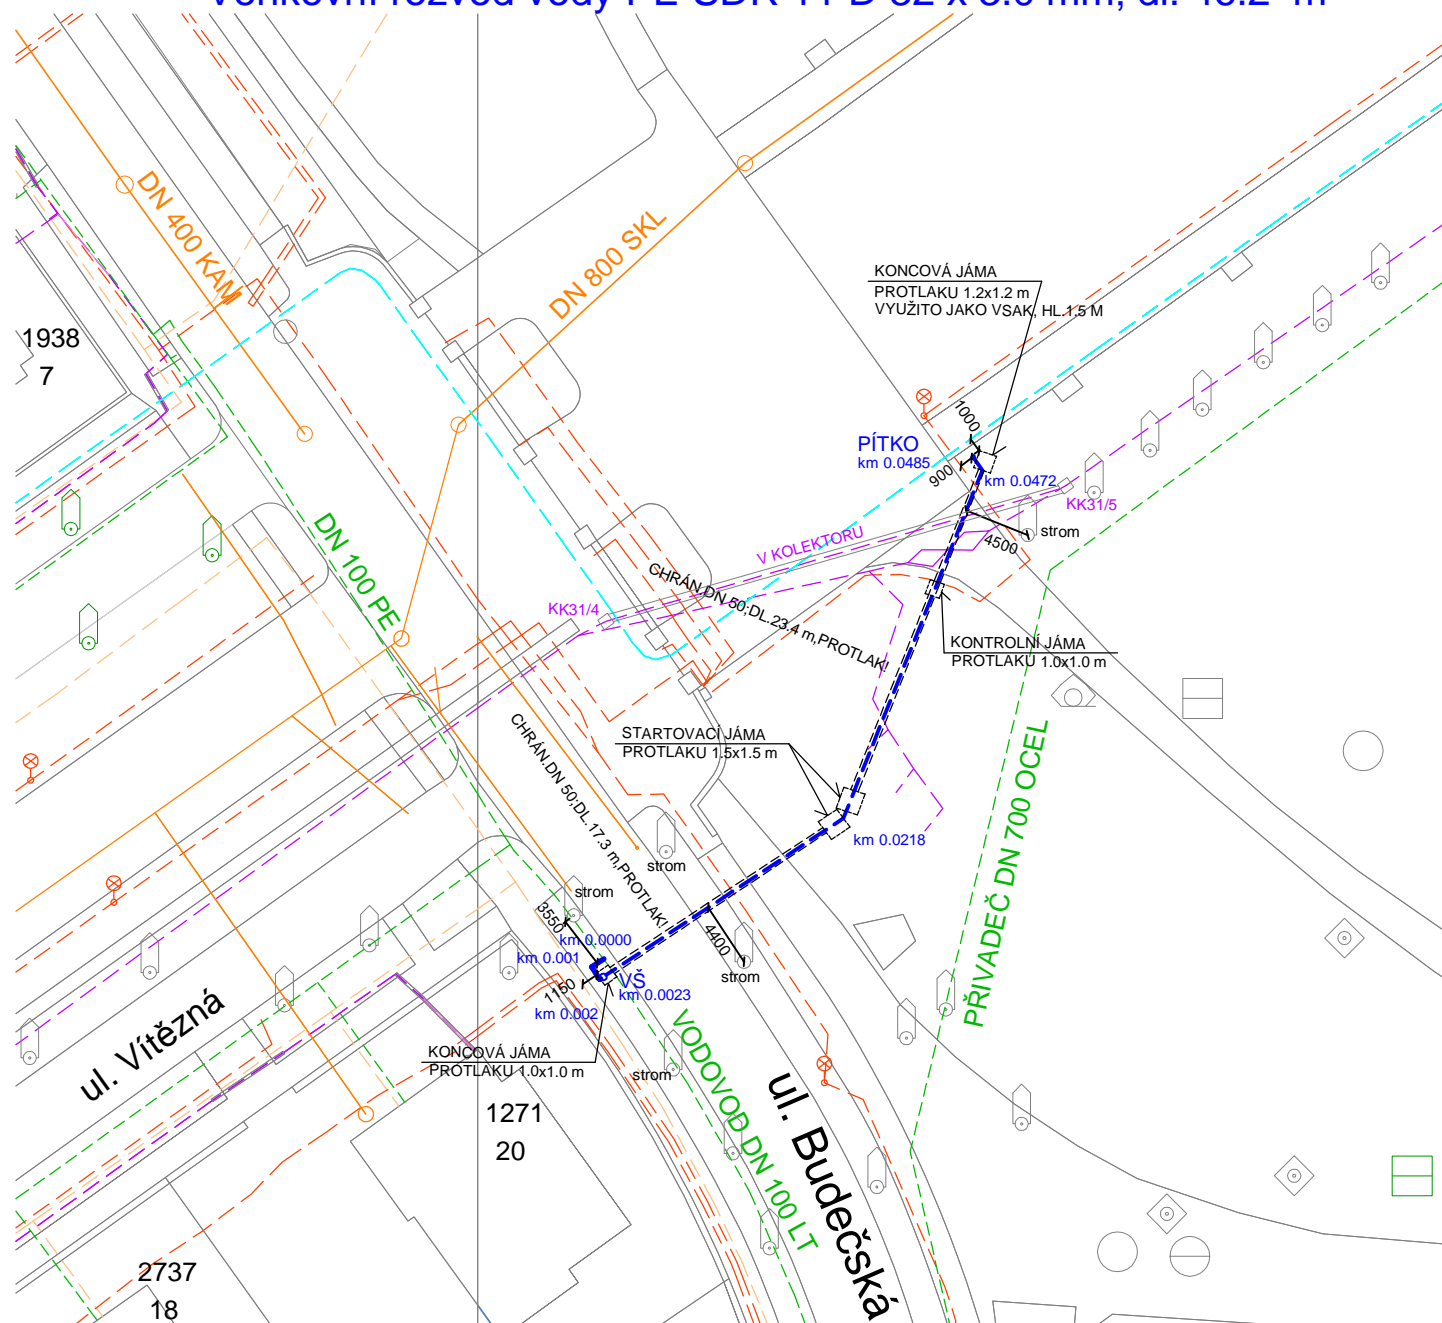 DN 400 KAM
DN 800 SKL
KONCOVÁ JÁMA
PROTLAKU 1.2x1.2 m
VYUŽITO JAKO VSAK, HL.1.5 M
1938
7
1000
PÍTKO
km 0.0485
900
km 0.0472
KK31/5
strom
4500
DN 100 PE
V KOLEKTORU
CHRÁN.DN 50;DL.23.4 m,PROTLAK!
KK31/4
KONTROLNÍ JÁMA
PROTLAKU 1.0x1.0 m
CHRÁN.DN 50;DL.17.3 m,PROTLAK!
STARTOVACÍ JÁMA
PROTLAKU 1.5x1.5 m
PŘIVADEČ DN 700 OCEL
km 0.0218
strom
strom
3550
km 0.0000
km 0.001
4400
strom
1150
VŠ
km 0.0023
km 0.002
ul. Vítězná
KONCOVÁ JÁMA
PROTLAKU 1.0x1.0 m
strom
VODOVOD DN 100 LT
ul. Budečská
1271
20
2737
18